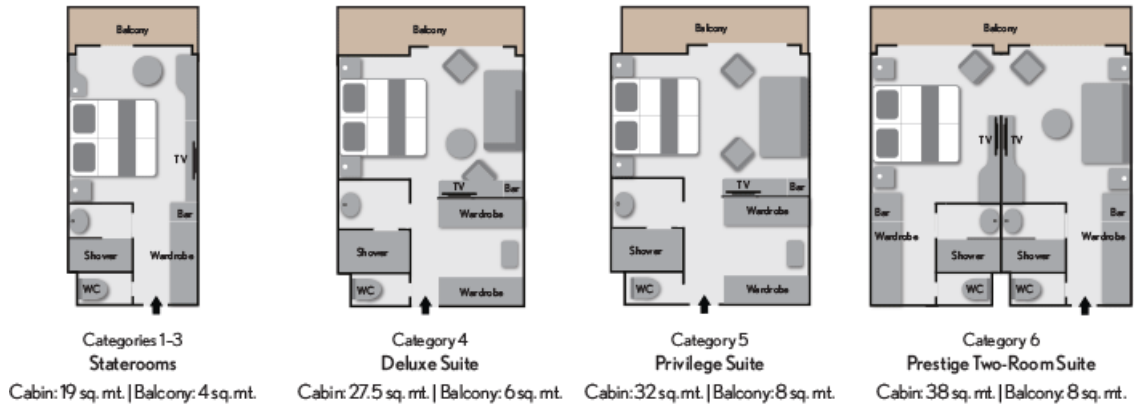 Balcony
TV
Bar
Shower
Wardrobe
WC
Categories 1-3
Staterooms
Cabin: 19 sq. mt. | Balcony: 4 sq. mt.
Balcony
TV
Bar
Wardrobe
Shower
WC
Wardrobe
Category 4
Deluxe Suite
Cabin: 27.5 sq. mt. | Balcony: 6 sq. mt.
Balcony
TV
Bar
Wardrobe
Shower
WC
Wardrobe
Category 5
Privilege Suite
Cabin: 32 sq. mt. | Balcony: 8 sq. mt.
Balcony
TV TV
Bar Bar
Wardrobe Wardrobe
Shower Shower
WC WC
Category 6
Prestige Two-Room Suite
Cabin: 38 sq. mt. | Balcony: 8 sq. mt.